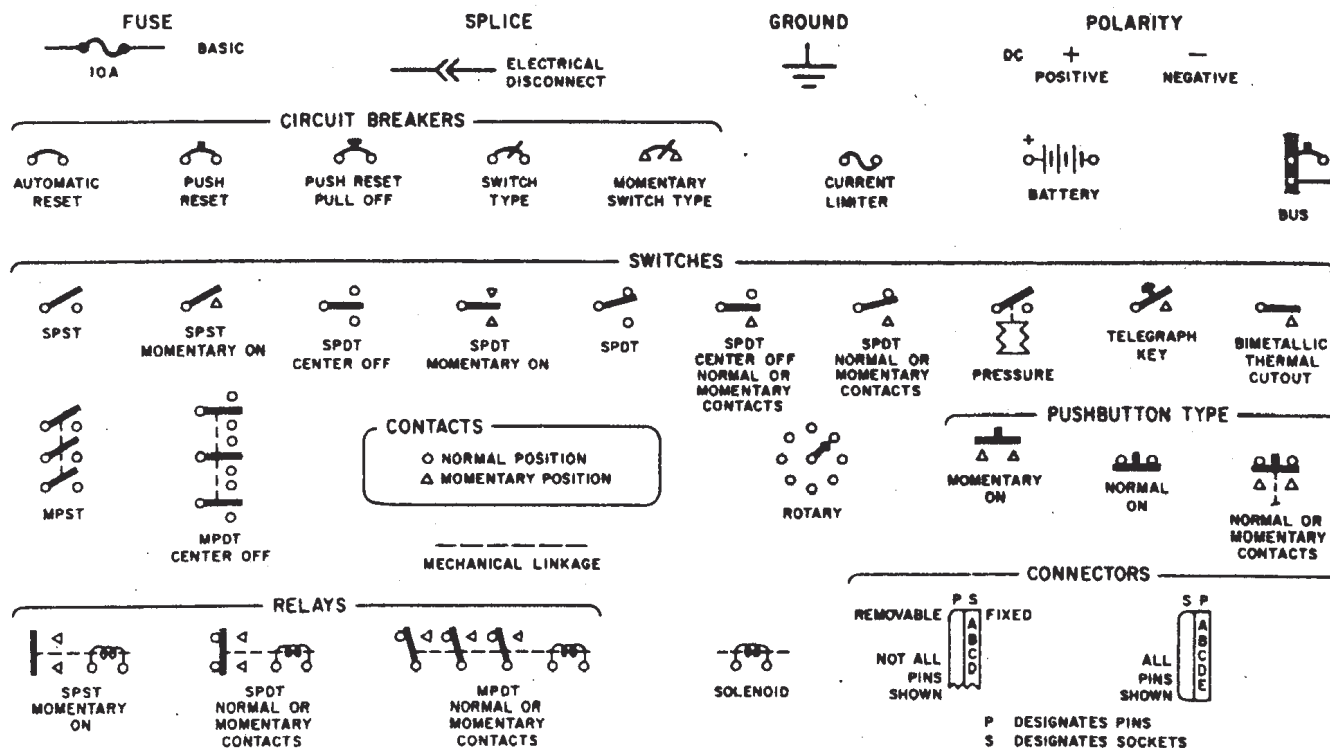 FUSE
10A
BASIC
SPLICE
ELECTRICAL
DISCONNECT
GROUND
POLARITY
DC + −
POSITIVE NEGATIVE
CIRCUIT BREAKERS
AUTOMATIC
RESET
PUSH
RESET
PUSH RESET
PULL OFF
SWITCH
TYPE
MOMENTARY
SWITCH TYPE
CURRENT
LIMITER
+
BATTERY
BUS
SWITCHES
SPST
SPST
MOMENTARY ON
SPDT
CENTER OFF
SPDT
MOMENTARY ON
SPDT
SPDT
CENTER OFF
NORMAL OR
MOMENTARY
CONTACTS
SPDT
NORMAL OR
MOMENTARY
CONTACTS
PRESSURE
TELEGRAPH
KEY
BIMETALLIC
THERMAL
CUTOUT
MPST
MPDT
CENTER OFF
CONTACTS
NORMAL POSITION
MOMENTARY POSITION
MECHANICAL LINKAGE
ROTARY
PUSHBUTTON TYPE
MOMENTARY
ON
NORMAL
ON
NORMAL OR
MOMENTARY
CONTACTS
RELAYS
SPST
MOMENTARY
ON
SPDT
NORMAL OR
MOMENTARY
CONTACTS
MPDT
NORMAL OR
MOMENTARY
CONTACTS
SOLENOID
CONNECTORS
P S
REMOVABLE
FIXED
A
B
C
D
NOT ALL
PINS
SHOWN
S P
A
B
C
D
E
ALL
PINS
SHOWN
P DESIGNATES PINS
S DESIGNATES SOCKETS